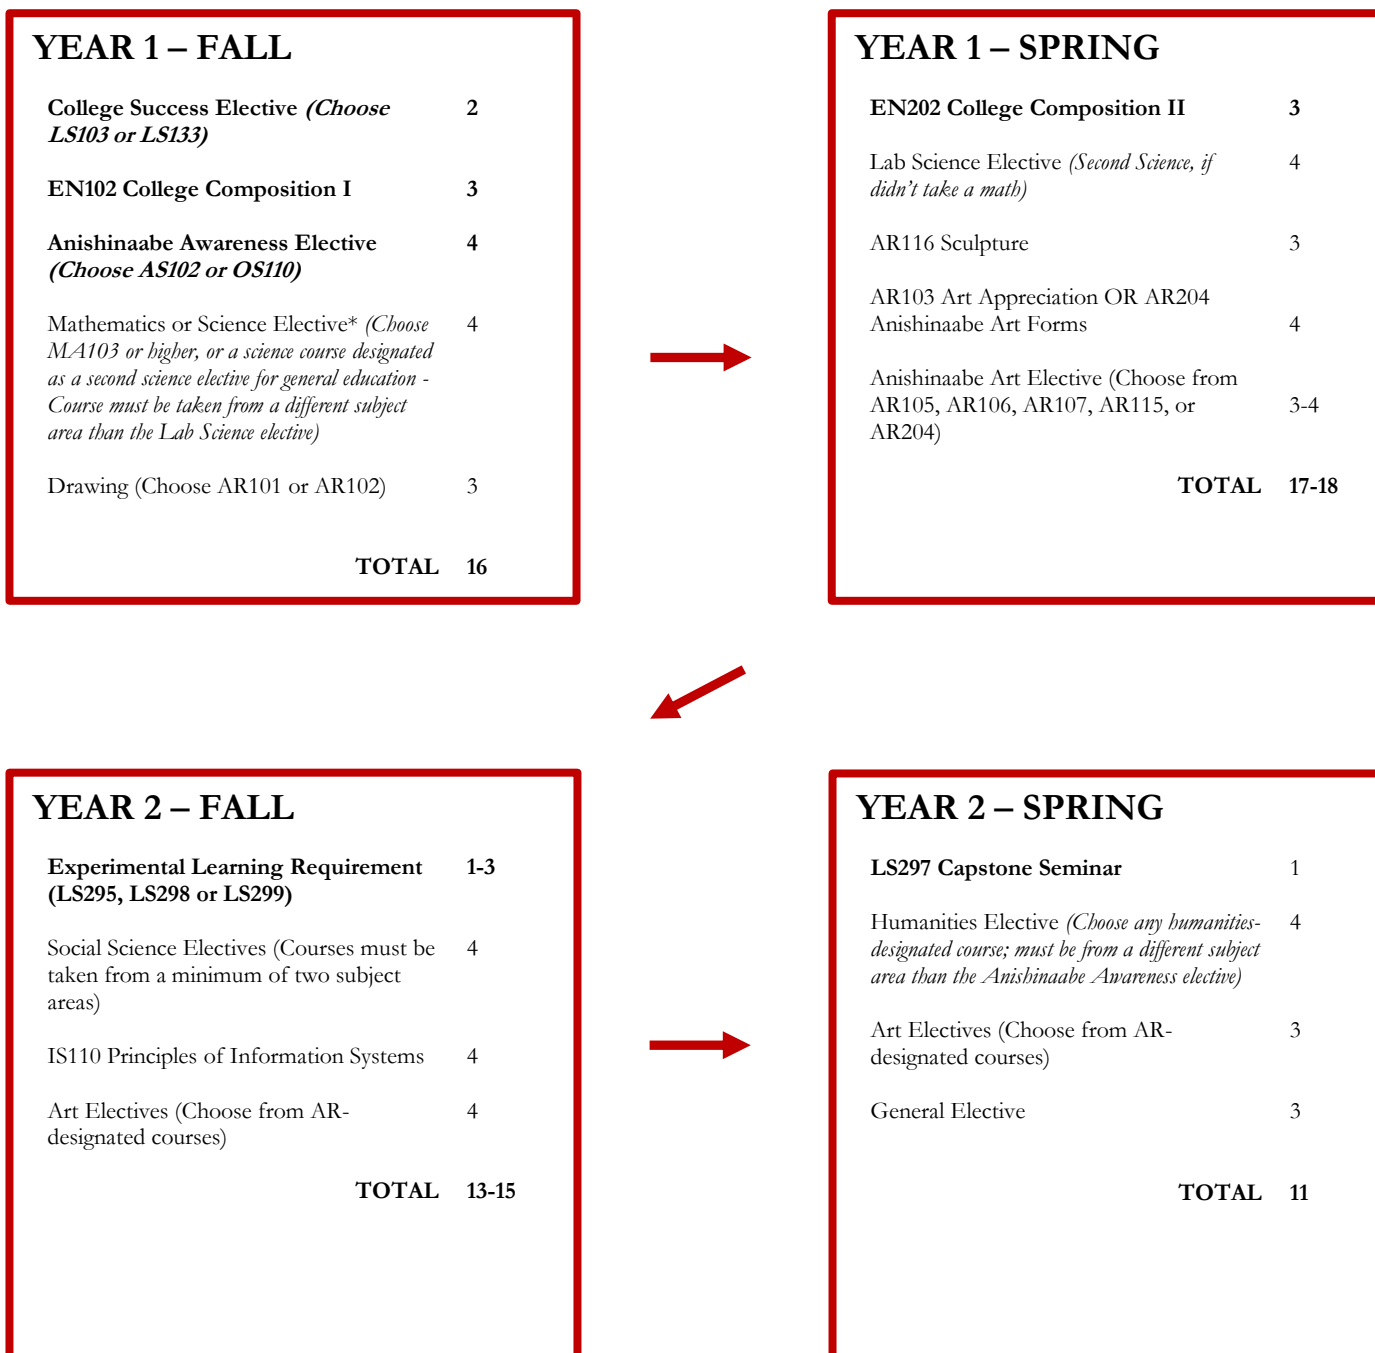 YEAR 1 – FALL
College Success Elective (Choose 2
LS103 or LS133)
EN102 College Composition I 3
Anishinaabe Awareness Elective 4
(Choose AS102 or OS110)
Mathematics or Science Elective* (Choose 4
MA103 or higher, or a science course designated
as a second science elective for general education -
Course must be taken from a different subject
area than the Lab Science elective)
Drawing (Choose AR101 or AR102) 3
TOTAL 16
YEAR 1 – SPRING
EN202 College Composition II 3
Lab Science Elective (Second Science, if 4
didn’t take a math)
AR116 Sculpture 3
AR103 Art Appreciation OR AR204
Anishinaabe Art Forms 4
Anishinaabe Art Elective (Choose from
AR105, AR106, AR107, AR115, or 3-4
AR204)
TOTAL 17-18
YEAR 2 – FALL
Experimental Learning Requirement 1-3
(LS295, LS298 or LS299)
Social Science Electives (Courses must be 4
taken from a minimum of two subject
areas)
IS110 Principles of Information Systems 4
Art Electives (Choose from AR- 4
designated courses)
TOTAL 13-15
YEAR 2 – SPRING
LS297 Capstone Seminar 1
Humanities Elective (Choose any humanities- 4
designated course; must be from a different subject
area than the Anishinaabe Awareness elective)
Art Electives (Choose from AR- 3
designated courses)
General Elective 3
TOTAL 11